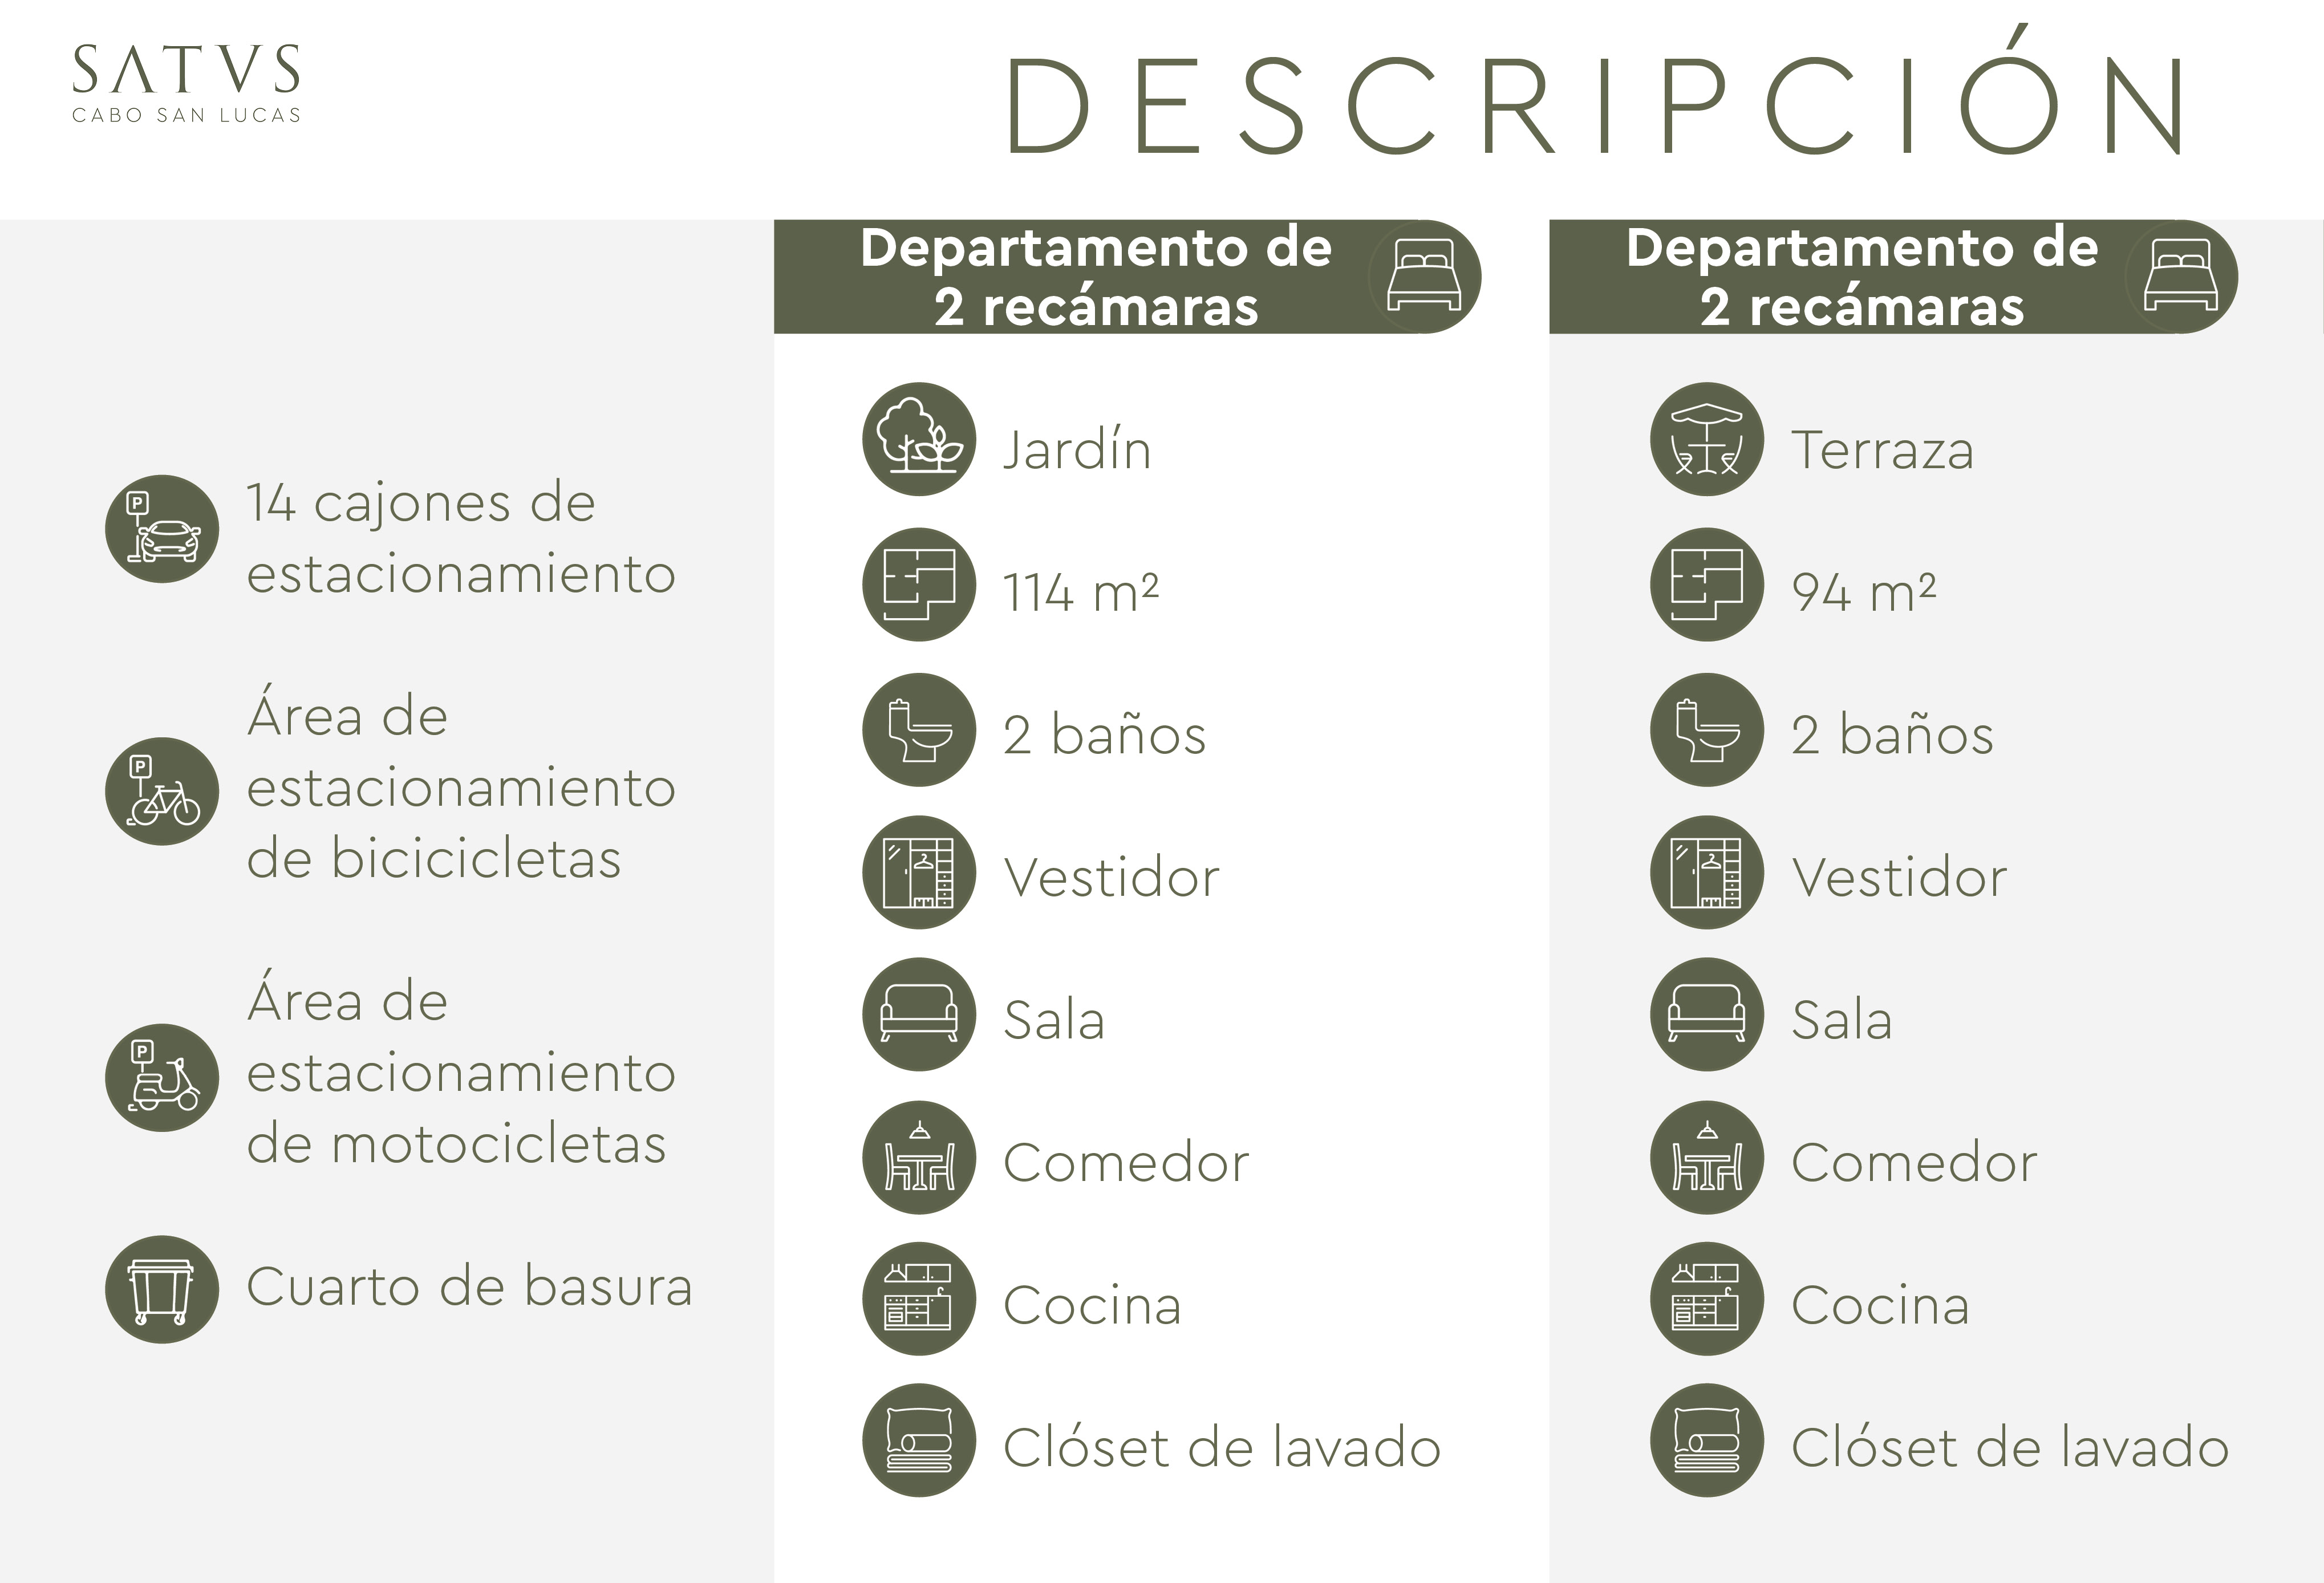 SATVS
CABO SAN LUCAS
DESCRIPCIÓN
P
14 cajones de
estacionamiento
P
Área de
estacionamiento
de bicicicletas
P
Área de
estacionamiento
de motocicletas
Cuarto de basura
Departamento de
2 recámaras
Jardín
114 m²
2 baños
Vestidor
Sala
Comedor
Cocina
Clóset de lavado
Departamento de
2 recámaras
Terraza
94 m²
2 baños
Vestidor
Sala
Comedor
Cocina
Clóset de lavado